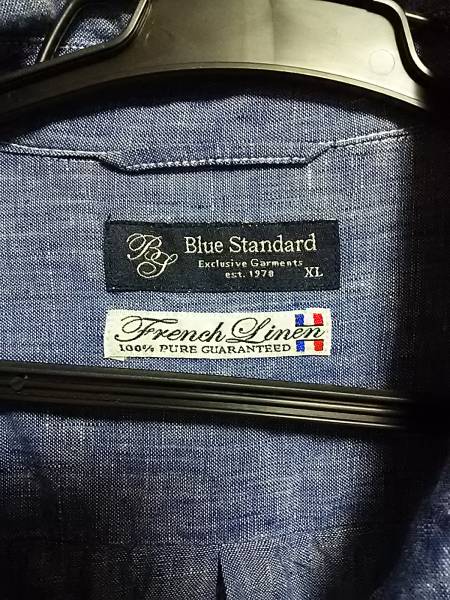 BS
Blue Standard
Exclusive Garments
est. 1978
XL
French Linen
100% PURE GUARANTEED